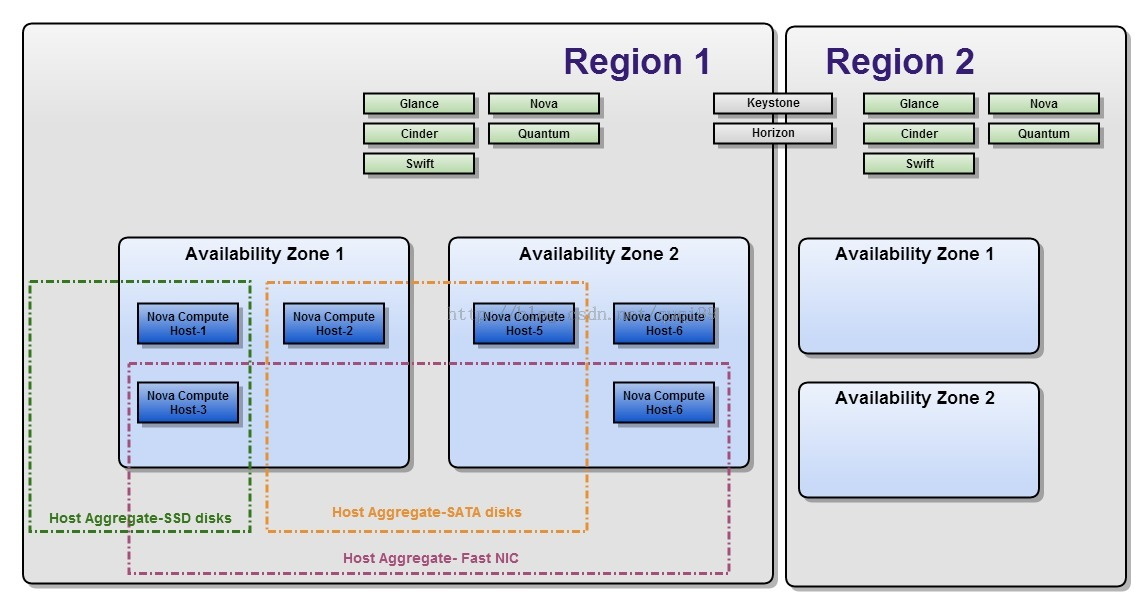 Region 1
Region 2
Glance
Nova
Keystone
Glance
Nova
Cinder
Quantum
Horizon
Cinder
Quantum
Swift
Swift
Availability Zone 1
Availability Zone 2
Availability Zone 1
Nova Compute
Host-1
Nova Compute
Host-2
Nova Compute
Host-5
Nova Compute
Host-6
Nova Compute
Host-3
Nova Compute
Host-6
Availability Zone 2
Host Aggregate-SSD disks
Host Aggregate-SATA disks
Host Aggregate- Fast NIC